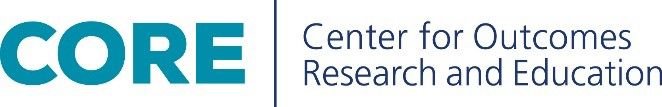 CORE
Center for Outcomes
Research and Education